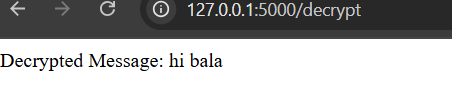 127.0.0.1:5000/decrypt
Decrypted Message: hi bala